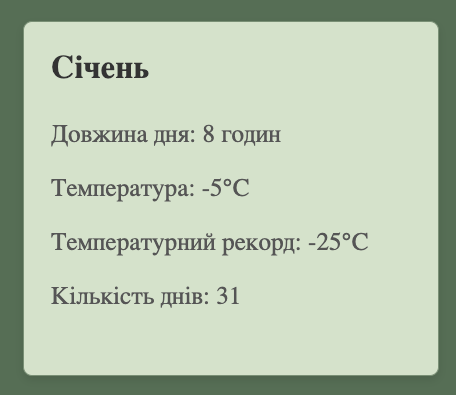 Січень
Довжина дня: 8 годин
Температура: -5°C
Температурний рекорд: -25°C
Кількість днів: 31